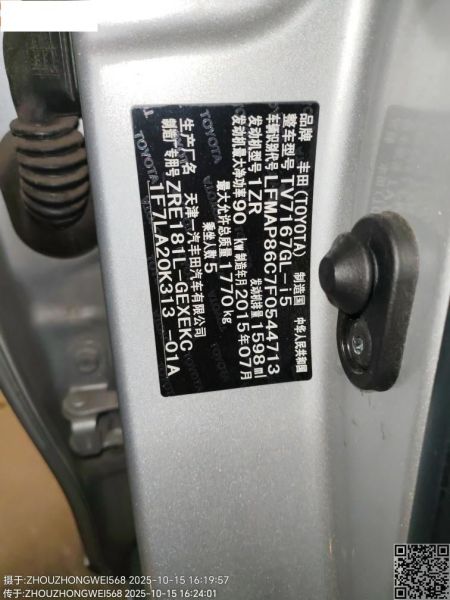 品牌 丰田 (TOYOTA) 制造国 中华人民共和国
整车型号 TV7167GL-i5
车辆识别代号 LFMAP86C7F0544713
发动机型号 1ZR 发动机排量 1598 ml
发动机最大净功率 90 kW 制造年月 2015年07月
最大允许总质量 1770 kg
乘坐人数 5
生产厂名 天津一汽丰田汽车有限公司
制造厂专用号 ZRE181L-GEXEKC
1F7LA20K313 -01A
TOYOTA
摄于:ZHOUZHONGWEI568 2025-10-15 16:19:57
传于:ZHOUZHONGWEI568 2025-10-15 16:24:01